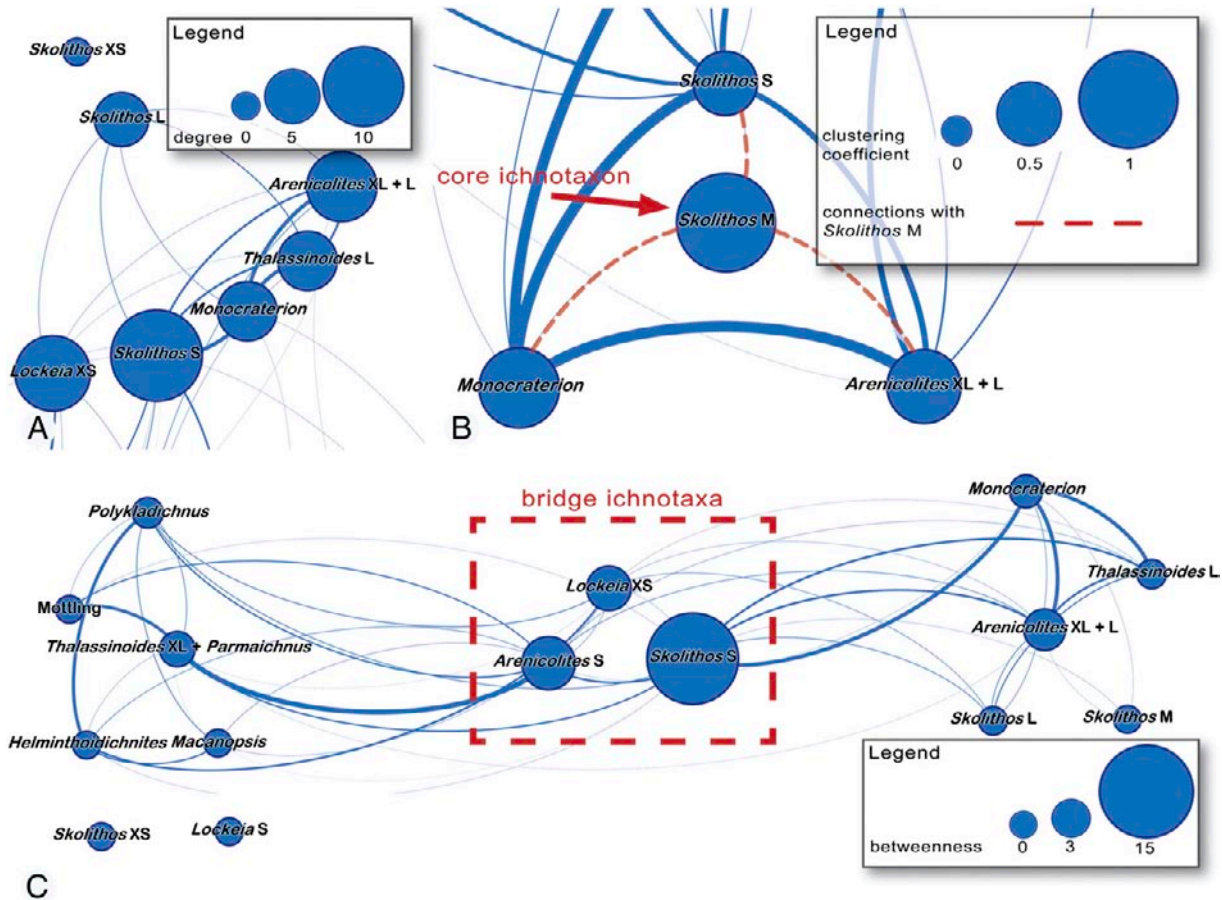 Skolithos XS
Legend
degree 0 5 10
Skolithos L
Arenicolites XL + L
Thalassinoides L
Monocraterion
Skolithos S
Lockeia XS
A
Legend
clustering
coefficient
0 0.5 1
connections with
Skolithos M
Skolithos S
core ichnotaxon
Skolithos M
Monocraterion
Arenicolites XL + L
B
bridge ichnotaxa
Polykladichnus
Mottling
Thalassinoides XL + Parmaichnus
Helminthoidichnites
Macanopsis
Lockeia XS
Arenicolites S
Skolithos S
Monocraterion
Thalassinoides L
Arenicolites XL + L
Skolithos L
Skolithos M
Skolithos XS
Lockeia S
Legend
betweenness 0 3 15
C